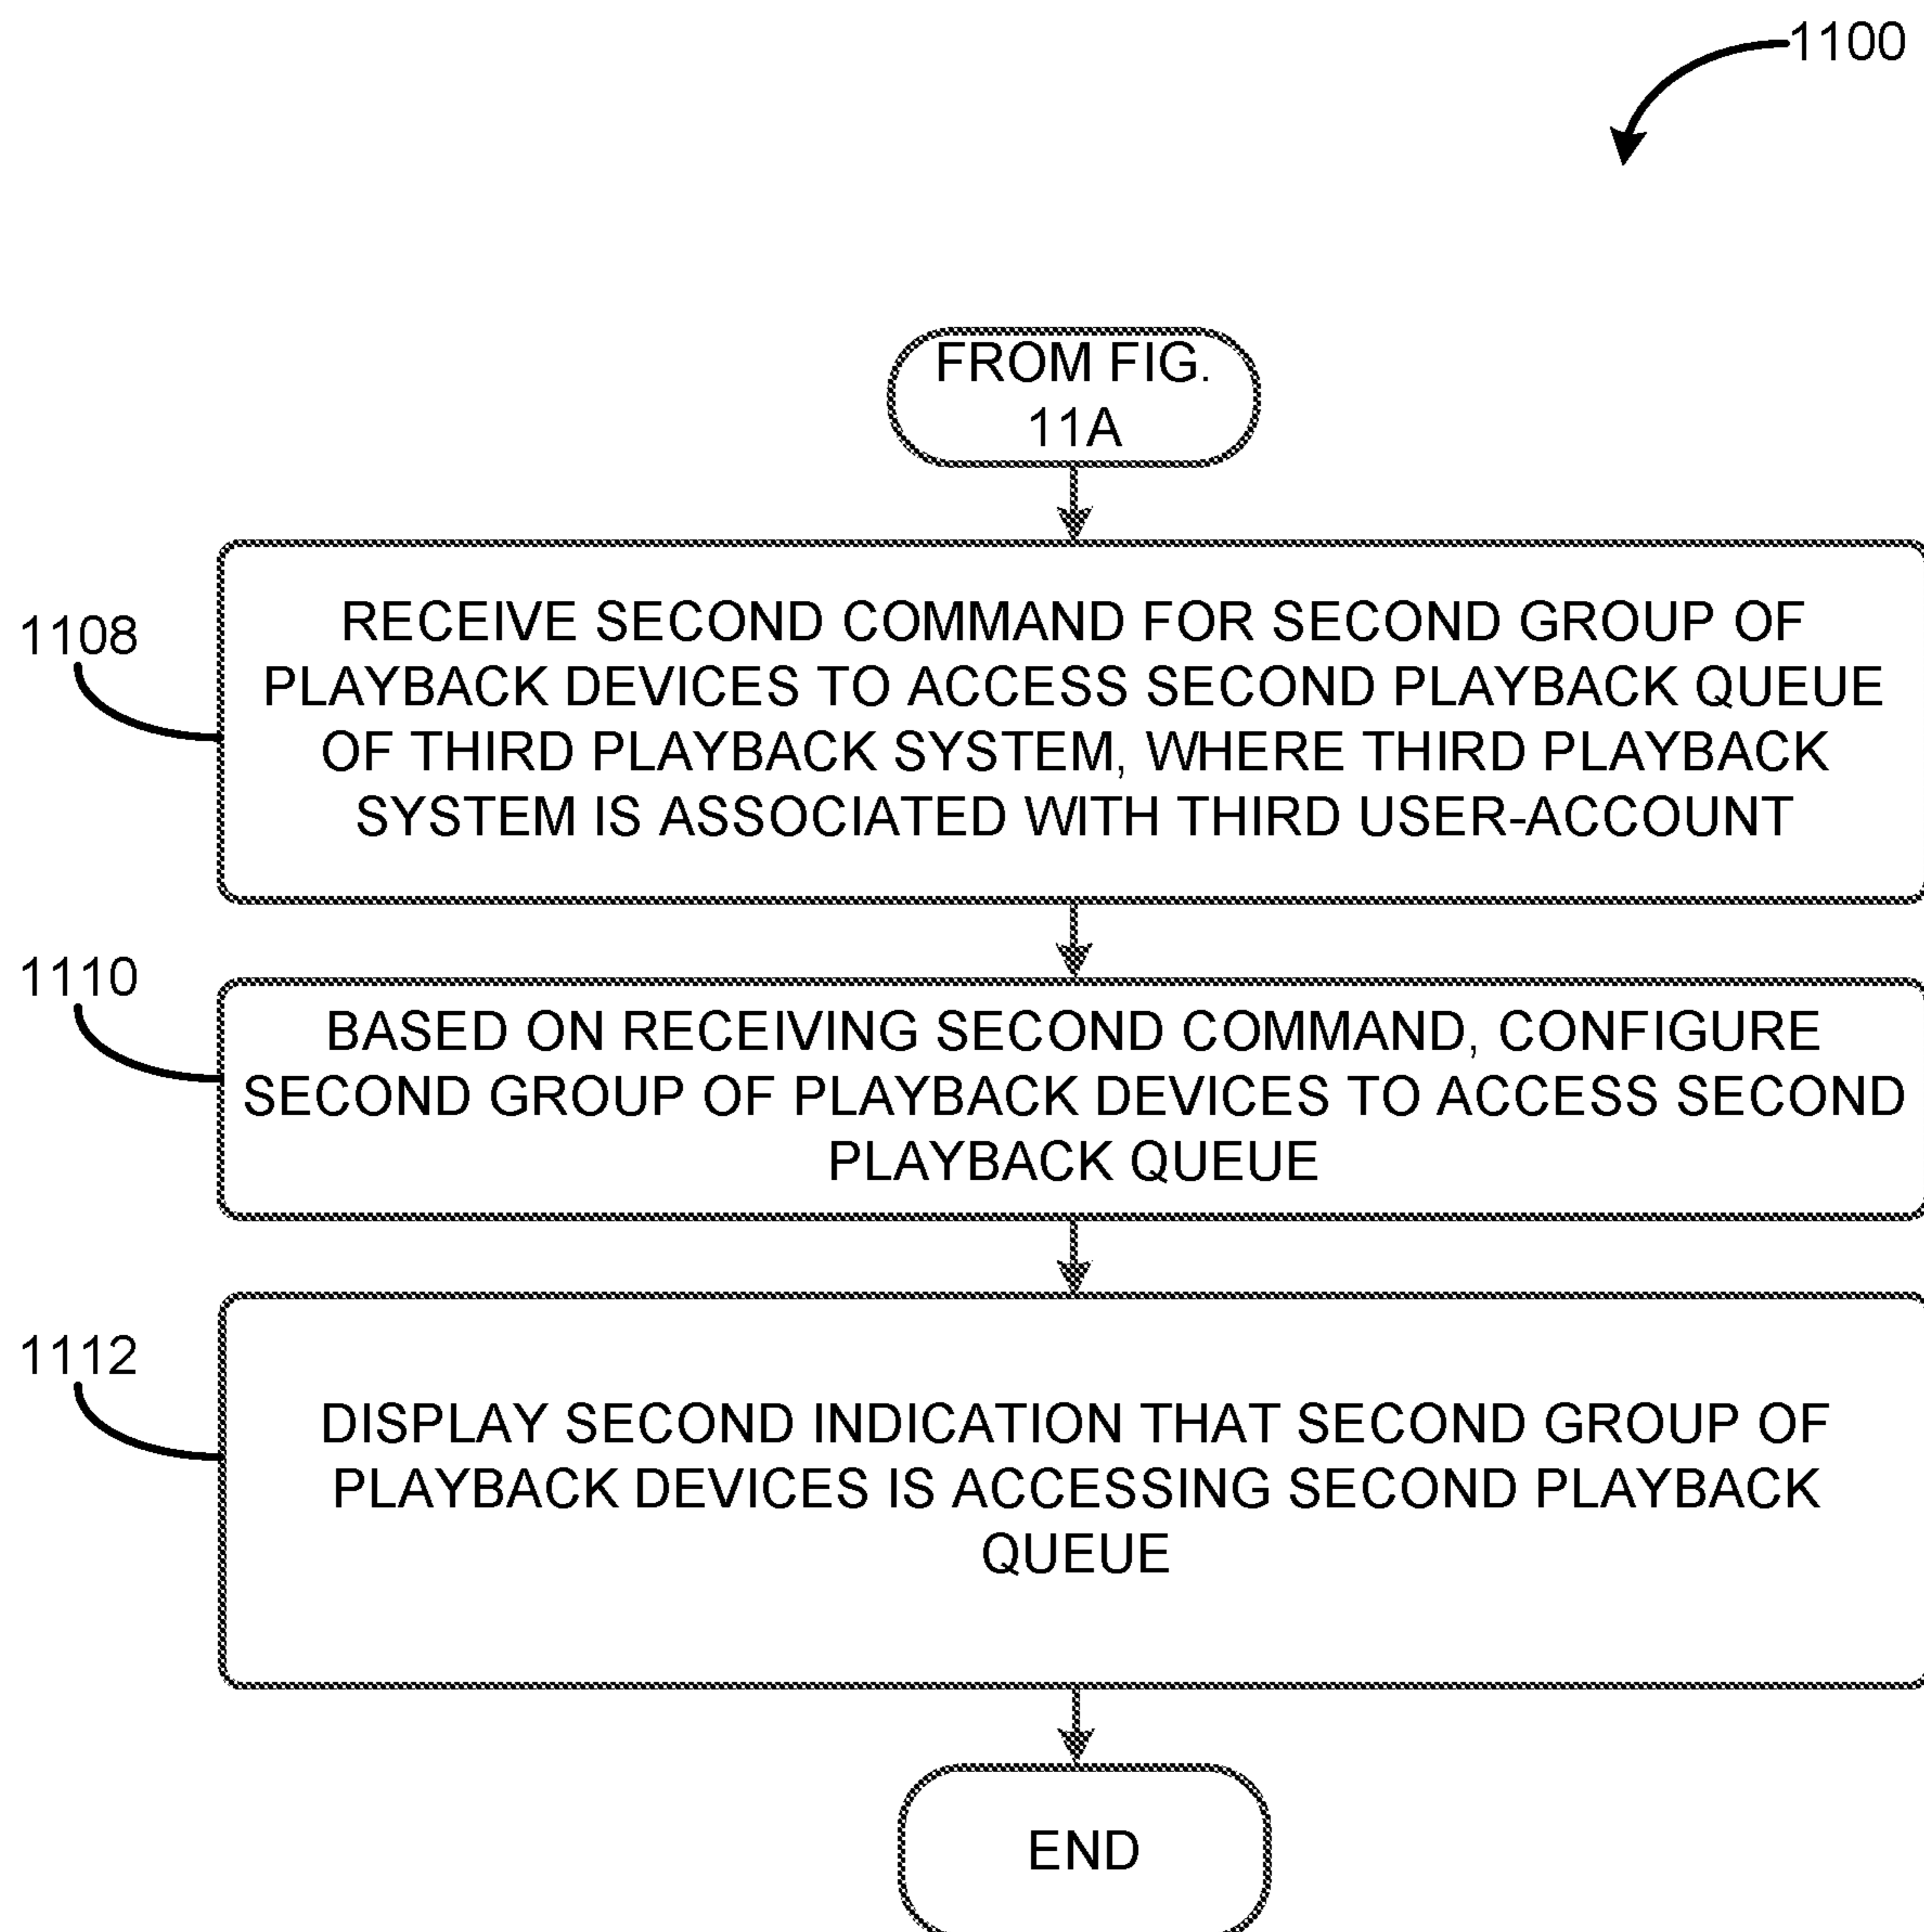 1100
FROM FIG.
11A
1108
RECEIVE SECOND COMMAND FOR SECOND GROUP OF
PLAYBACK DEVICES TO ACCESS SECOND PLAYBACK QUEUE
OF THIRD PLAYBACK SYSTEM, WHERE THIRD PLAYBACK
SYSTEM IS ASSOCIATED WITH THIRD USER-ACCOUNT
1110
BASED ON RECEIVING SECOND COMMAND, CONFIGURE
SECOND GROUP OF PLAYBACK DEVICES TO ACCESS SECOND
PLAYBACK QUEUE
1112
DISPLAY SECOND INDICATION THAT SECOND GROUP OF
PLAYBACK DEVICES IS ACCESSING SECOND PLAYBACK
QUEUE
END